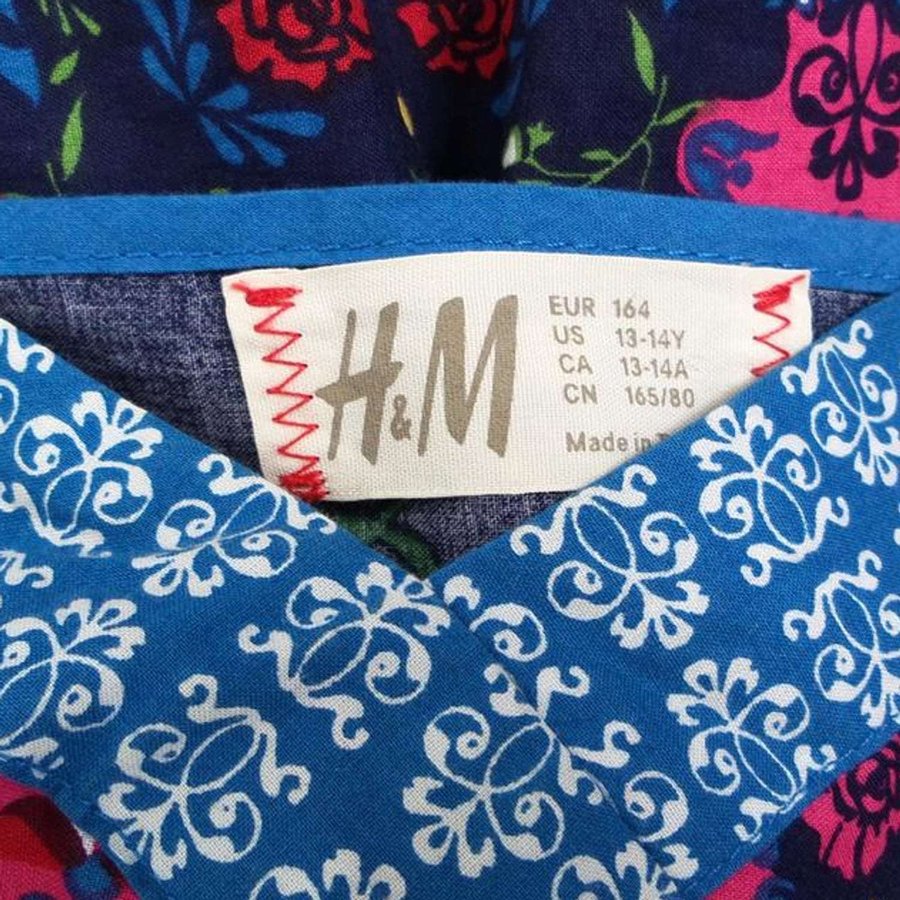 H&M
EUR 164
US 13-14Y
CA 13-14A
CN 165/80
Made in